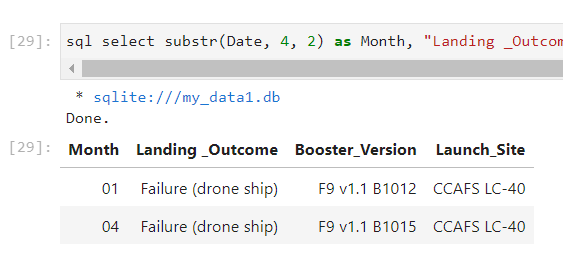 [29]: sql select substr(Date, 4, 2) as Month, "Landing _Outcom
* sqlite:///my_data1.db
Done.
[29]: Month Landing _Outcome Booster_Version Launch_Site
01 Failure (drone ship) F9 v1.1 B1012 CCAFS LC-40
04 Failure (drone ship) F9 v1.1 B1015 CCAFS LC-40